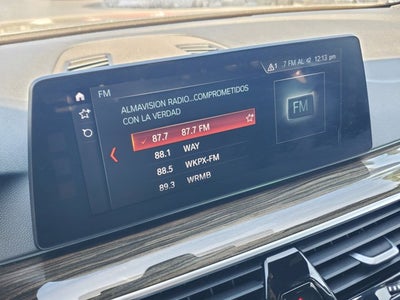 FM
1 .7 FM AL 12:13 pm
ALMAVISION RADIO...COMPROMETIDOS
CON LA VERDAD
87.7 87.7 FM
88.1 WAY
88.5 WKPX-FM
89.3 WRMB
FM